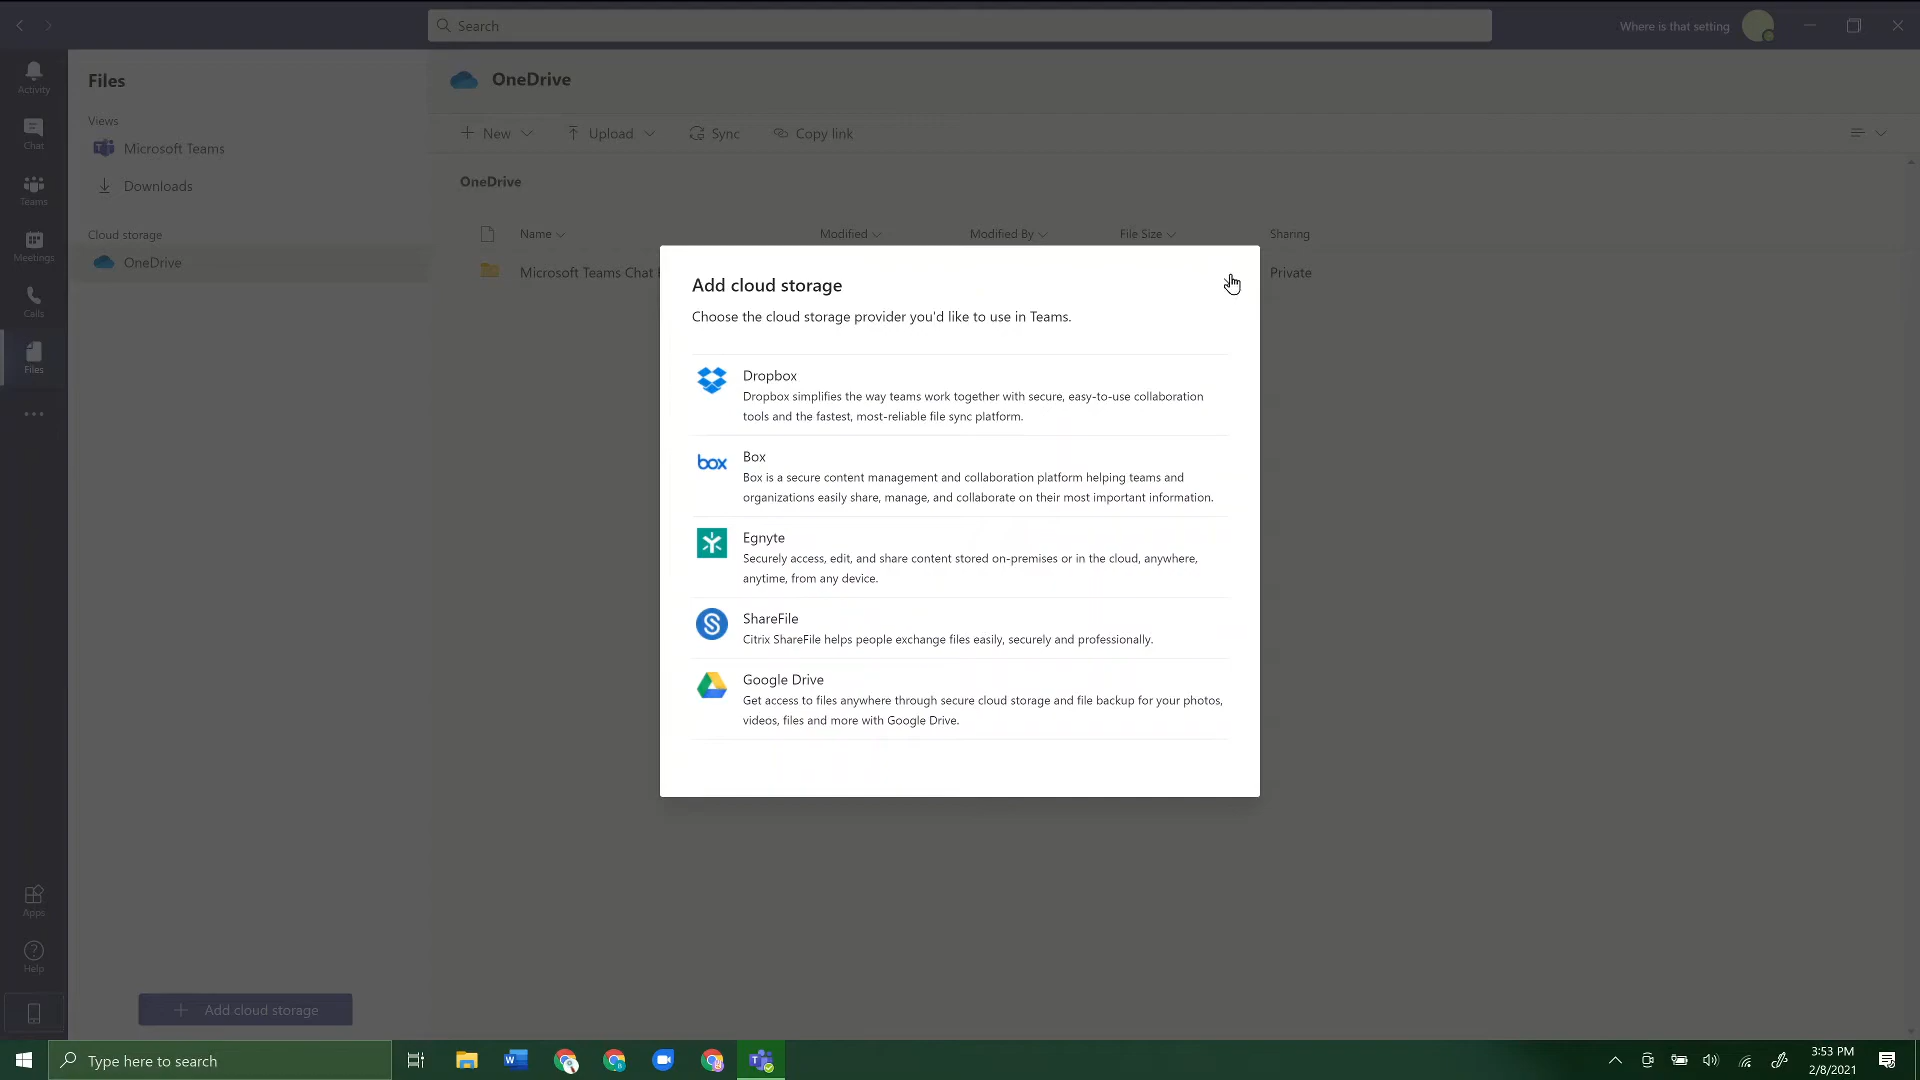 Search
Where is that setting
Activity
Chat
Teams
Meetings
Calls
Files
Apps
Help
Files
Views
Microsoft Teams
Downloads
Cloud storage
OneDrive
Add cloud storage
OneDrive
New
Upload
Sync
Copy link
OneDrive
Name
Modified
Modified By
File Size
Sharing
Microsoft Teams Chat
Private
Add cloud storage
Choose the cloud storage provider you'd like to use in Teams.
Dropbox
Dropbox simplifies the way teams work together with secure, easy-to-use collaboration
tools and the fastest, most-reliable file sync platform.
box
Box
Box is a secure content management and collaboration platform helping teams and
organizations easily share, manage, and collaborate on their most important information.
Egnyte
Securely access, edit, and share content stored on-premises or in the cloud, anywhere,
anytime, from any device.
ShareFile
Citrix ShareFile helps people exchange files easily, securely and professionally.
Google Drive
Get access to files anywhere through secure cloud storage and file backup for your photos,
videos, files and more with Google Drive.
Type here to search
3:53 PM
2/8/2021